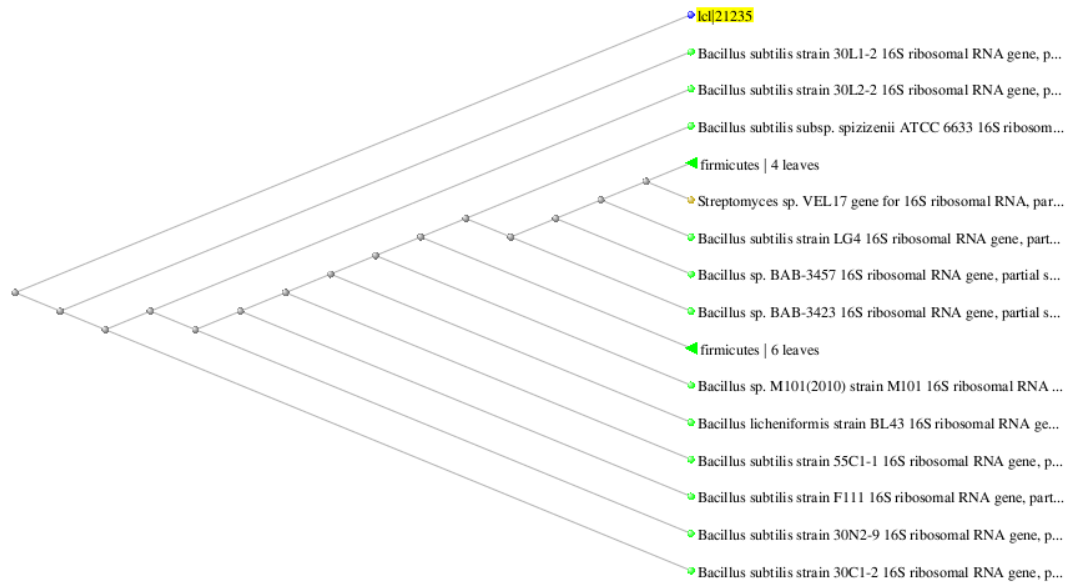 lcl|21235
Bacillus subtilis strain 30L1-2 16S ribosomal RNA gene, p...
Bacillus subtilis strain 30L2-2 16S ribosomal RNA gene, p...
Bacillus subtilis subsp. spizizenii ATCC 6633 16S ribosom...
firmicutes | 4 leaves
Streptomyces sp. VEL17 gene for 16S ribosomal RNA, par...
Bacillus subtilis strain LG4 16S ribosomal RNA gene, part...
Bacillus sp. BAB-3457 16S ribosomal RNA gene, partial s...
Bacillus sp. BAB-3423 16S ribosomal RNA gene, partial s...
firmicutes | 6 leaves
Bacillus sp. M101(2010) strain M101 16S ribosomal RNA ...
Bacillus licheniformis strain BL43 16S ribosomal RNA ge...
Bacillus subtilis strain 55C1-1 16S ribosomal RNA gene, p...
Bacillus subtilis strain F111 16S ribosomal RNA gene, part...
Bacillus subtilis strain 30N2-9 16S ribosomal RNA gene, p...
Bacillus subtilis strain 30C1-2 16S ribosomal RNA gene, p...